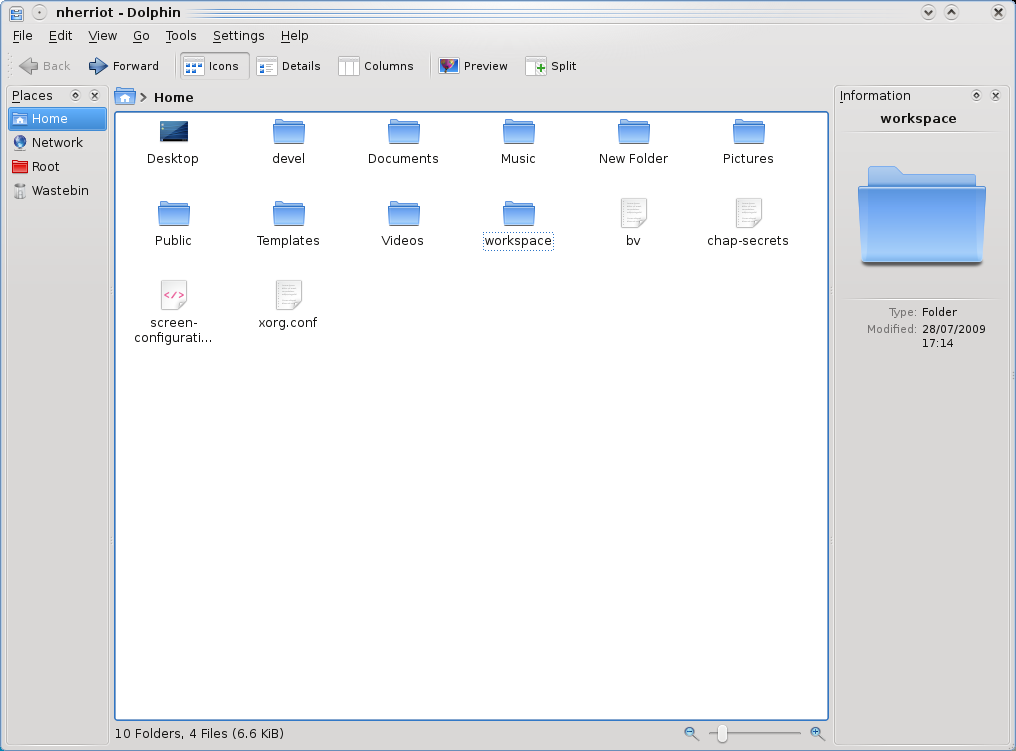 nherriot - Dolphin
File Edit View Go Tools Settings Help
Back Forward Icons Details Columns Preview Split
Places
Home
Network
Root
Wastebin
> Home
Desktop devel Documents Music New Folder Pictures
Public Templates Videos workspace bv chap-secrets
screen-
configurati... xorg.conf
10 Folders, 4 Files (6.6 KiB)
Information
workspace
Type: Folder
Modified: 28/07/2009
17:14